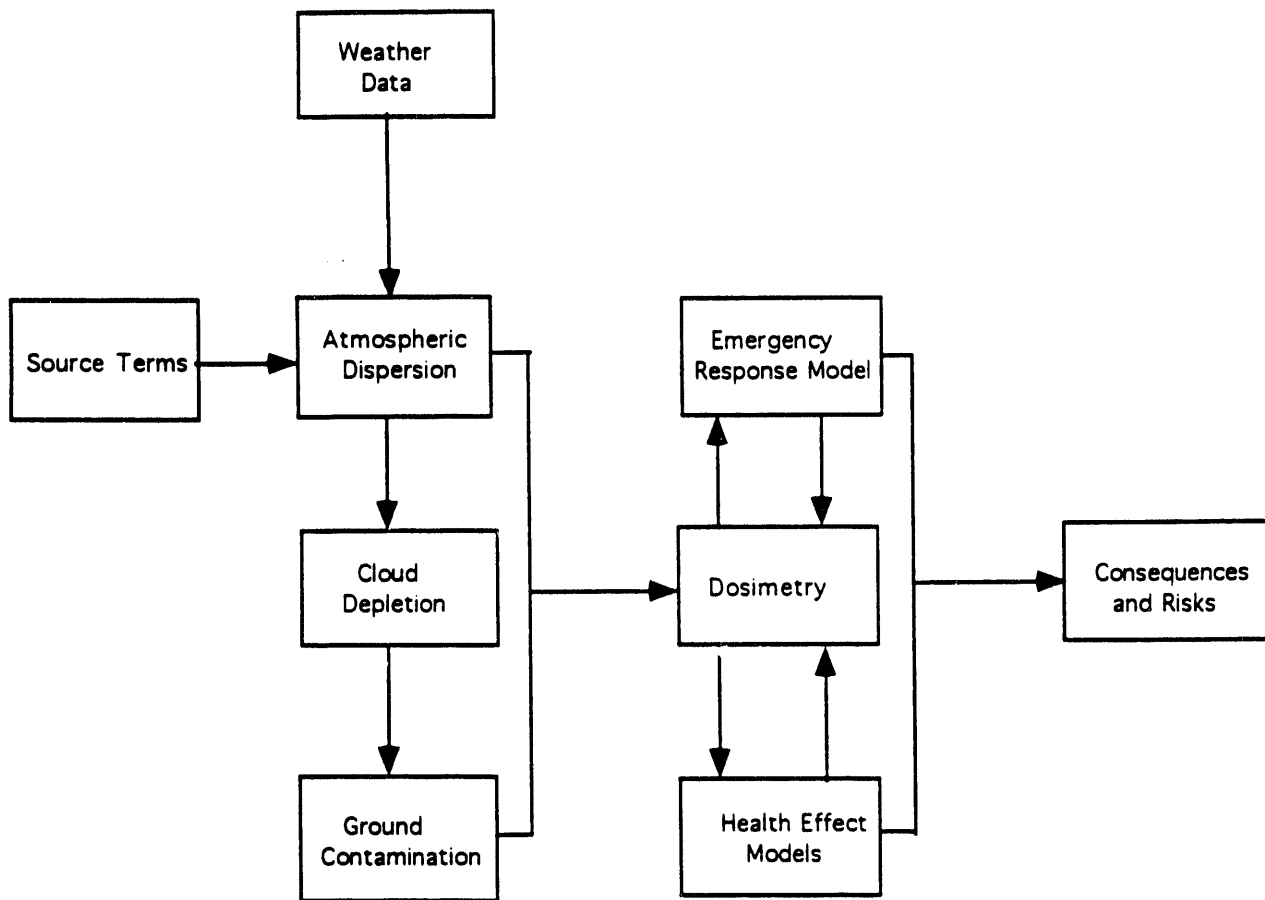 Weather
Data
Source Terms
Atmospheric
Dispersion
Emergency
Response Model
Cloud
Depletion
Dosimetry
Consequences
and Risks
Ground
Contamination
Health Effect
Models